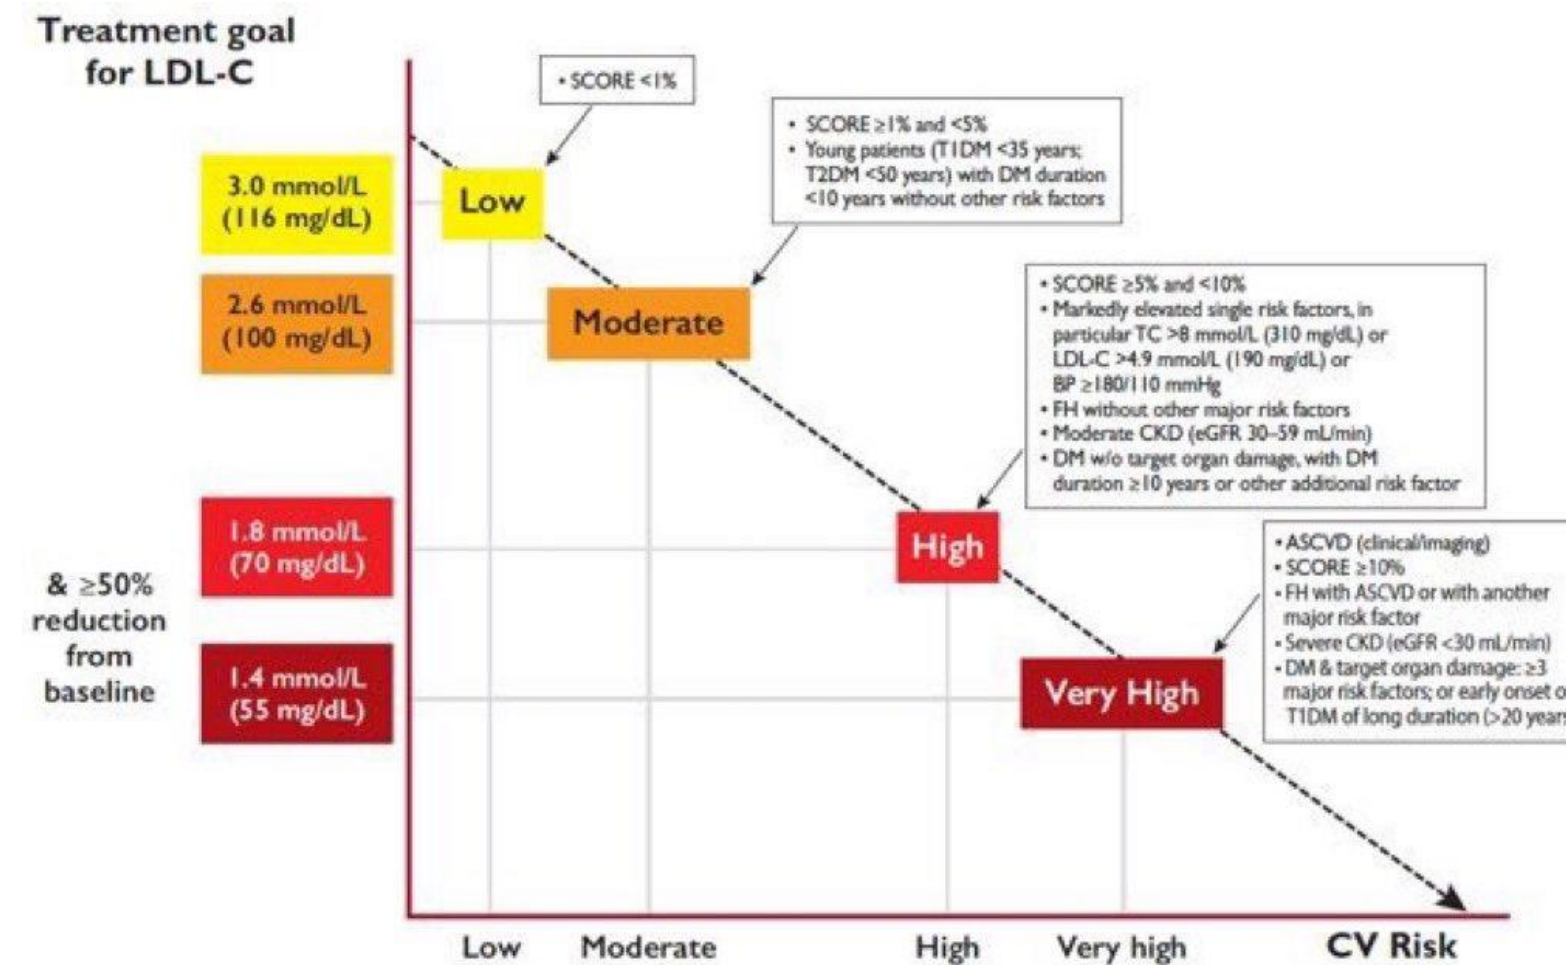 Treatment goal
for LDL-C
• SCORE <1%
• SCORE ≥1% and <5%
• Young patients (T1DM <35 years;
T2DM <50 years) with DM duration
<10 years without other risk factors
3.0 mmol/L
(116 mg/dL)
Low
2.6 mmol/L
(100 mg/dL)
Moderate
• SCORE ≥5% and <10%
• Markedly elevated single risk factors, in
particular TC >8 mmol/L (310 mg/dL) or
LDL-C >4.9 mmol/L (190 mg/dL) or
BP ≥180/110 mmHg
• FH without other major risk factors
• Moderate CKD (eGFR 30–59 mL/min)
• DM w/o target organ damage, with DM
duration ≥10 years or other additional risk factor
1.8 mmol/L
(70 mg/dL)
High
& ≥50%
reduction
from
baseline
• ASCVD (clinical/imaging)
• SCORE ≥10%
• FH with ASCVD or with another
major risk factor
• Severe CKD (eGFR <30 mL/min)
• DM & target organ damage: ≥3
major risk factors; or early onset o
T1DM of long duration (>20 years
1.4 mmol/L
(55 mg/dL)
Very High
Low Moderate High Very high CV Risk